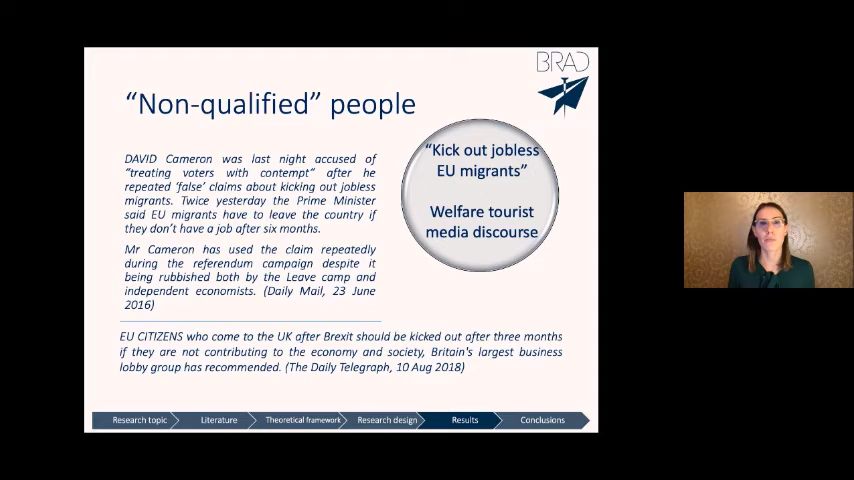 BRAD
“Non-qualified” people
DAVID Cameron was last night accused of
“treating voters with contempt“ after he
repeated ‘false’ claims about kicking out jobless
migrants. Twice yesterday the Prime Minister
said EU migrants have to leave the country if
they don’t have a job after six months.
Mr Cameron has used the claim repeatedly
during the referendum campaign despite it
being rubbished both by the Leave camp and
independent economists. (Daily Mail, 23 June
2016)
“Kick out jobless
EU migrants”
Welfare tourist
media discourse
EU CITIZENS who come to the UK after Brexit should be kicked out after three months
if they are not contributing to the economy and society, Britain's largest business
lobby group has recommended. (The Daily Telegraph, 10 Aug 2018)
Research topic
Literature
Theoretical framework
Research design
Results
Conclusions